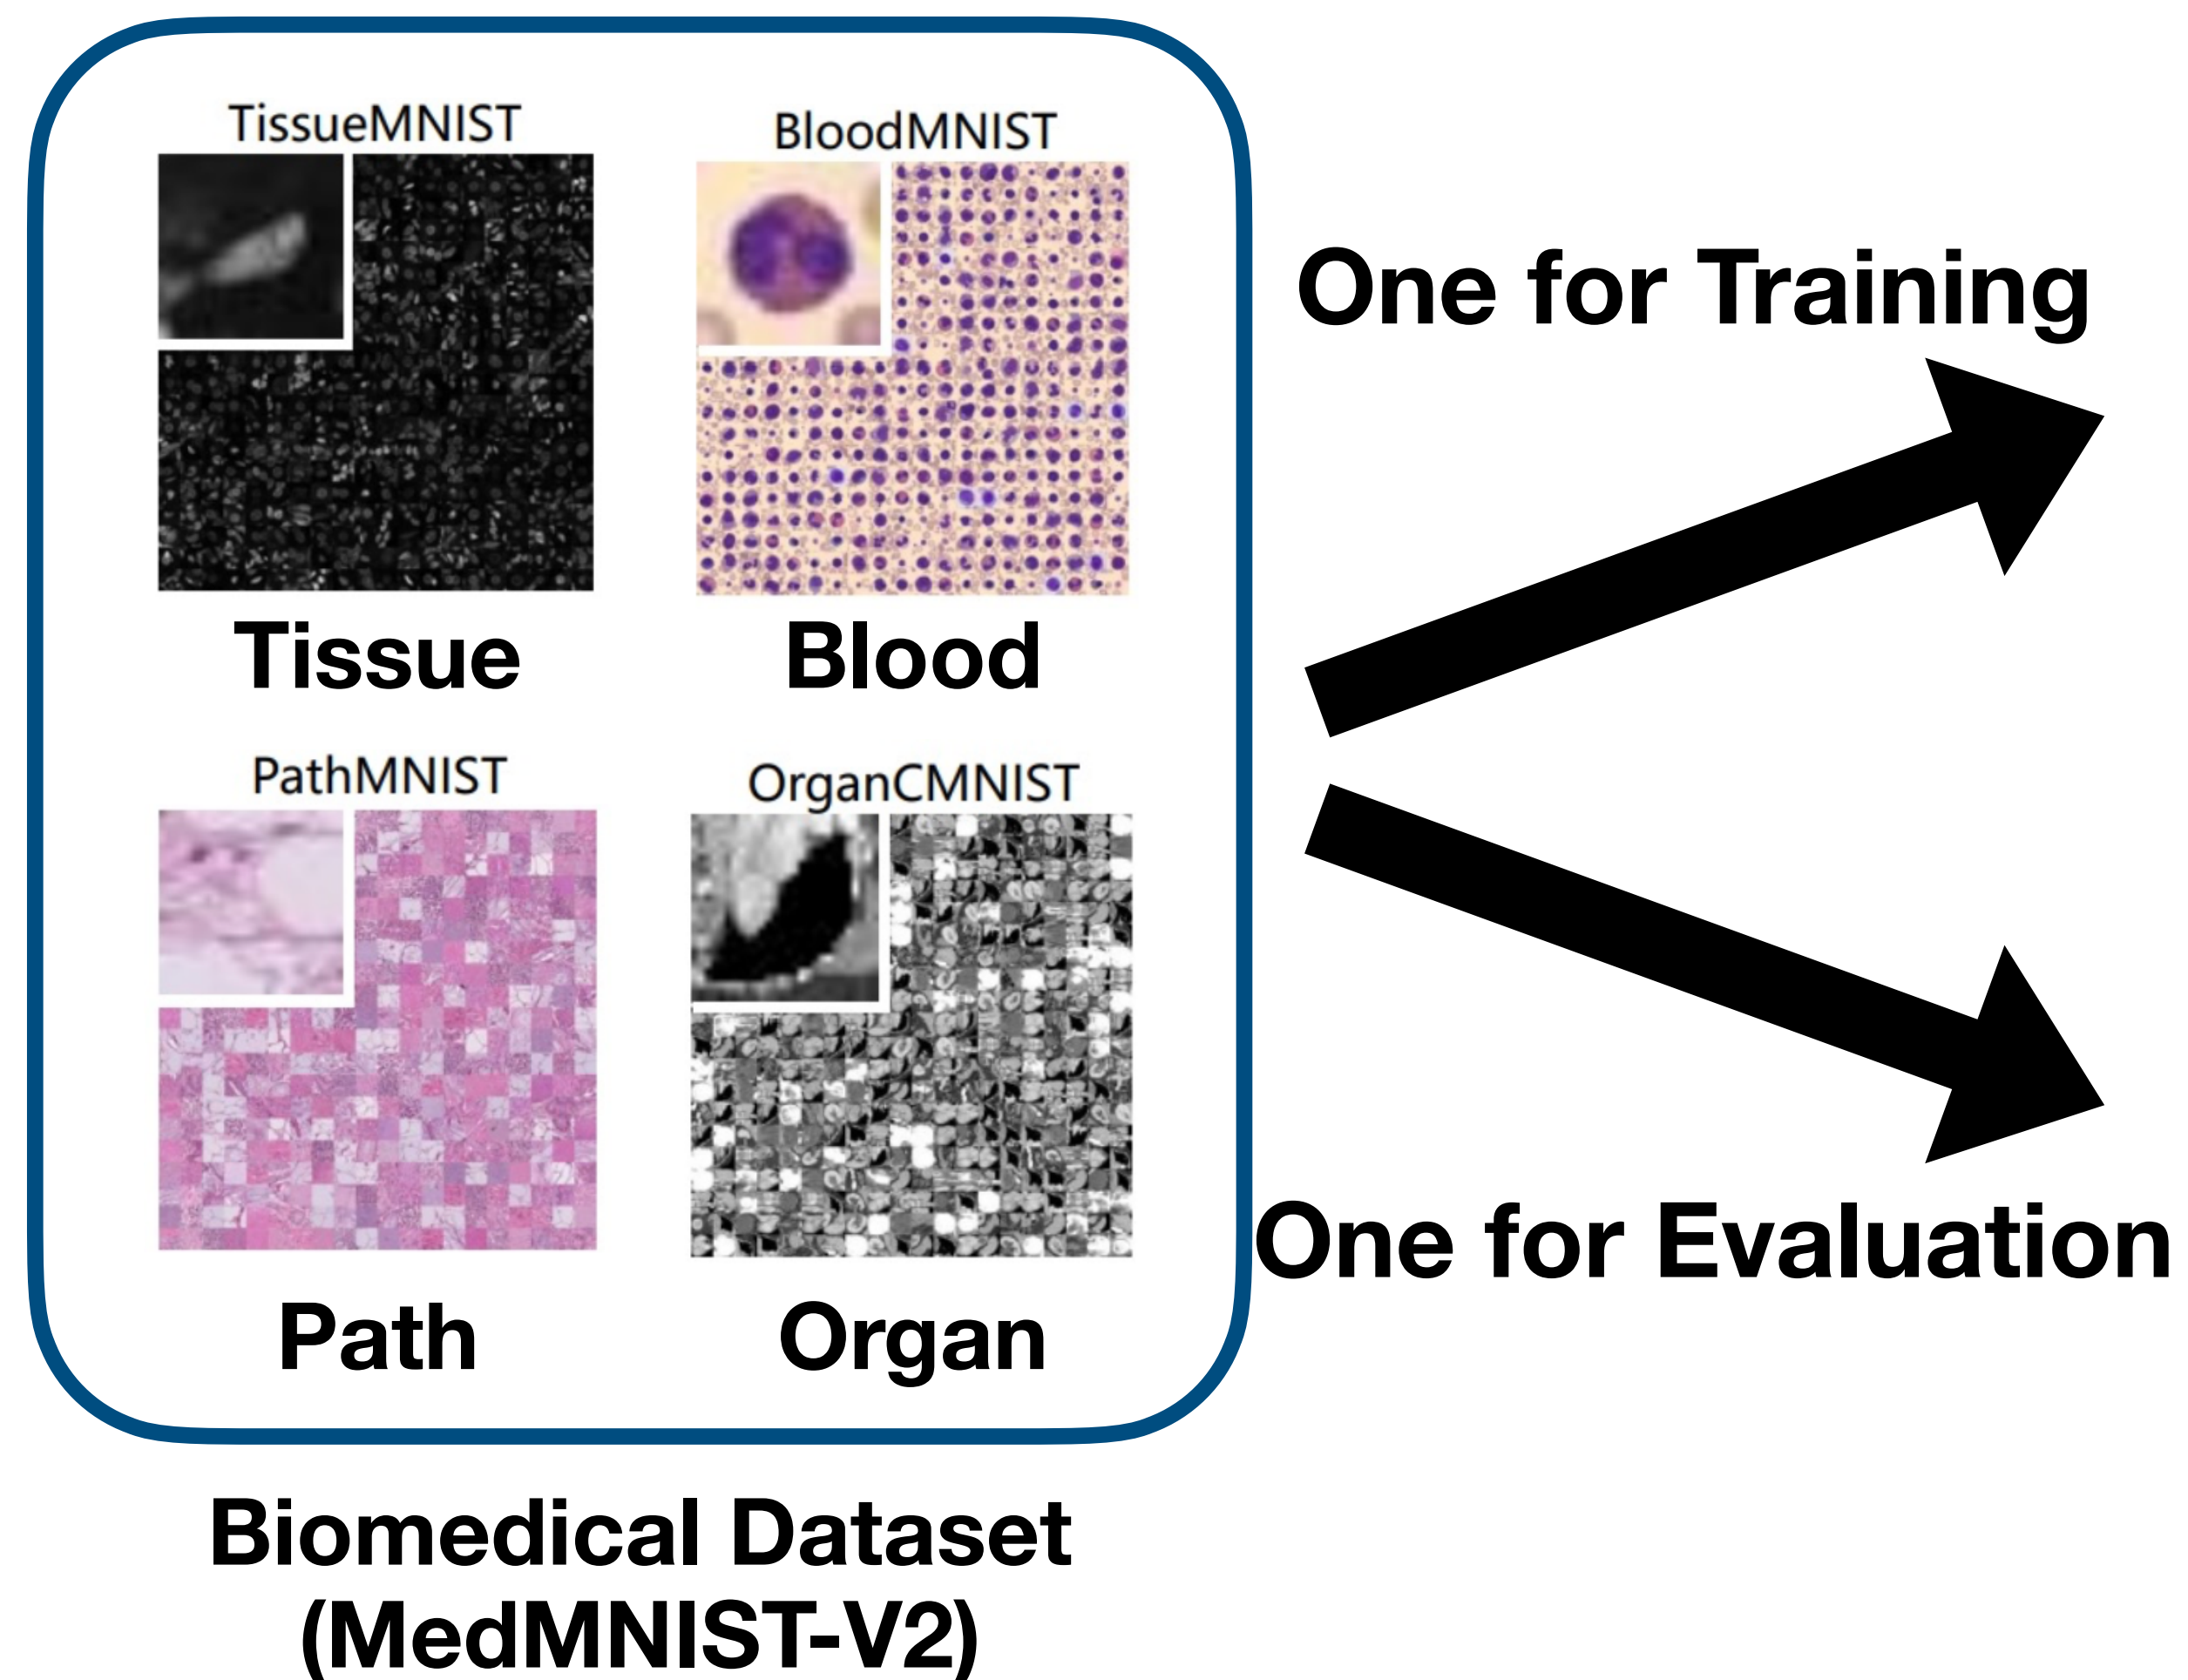 TissueMNIST
BloodMNIST
Tissue
Blood
PathMNIST
OrganCMNIST
Path
Organ
One for Training
One for Evaluation
Biomedical Dataset
(MedMNIST-V2)